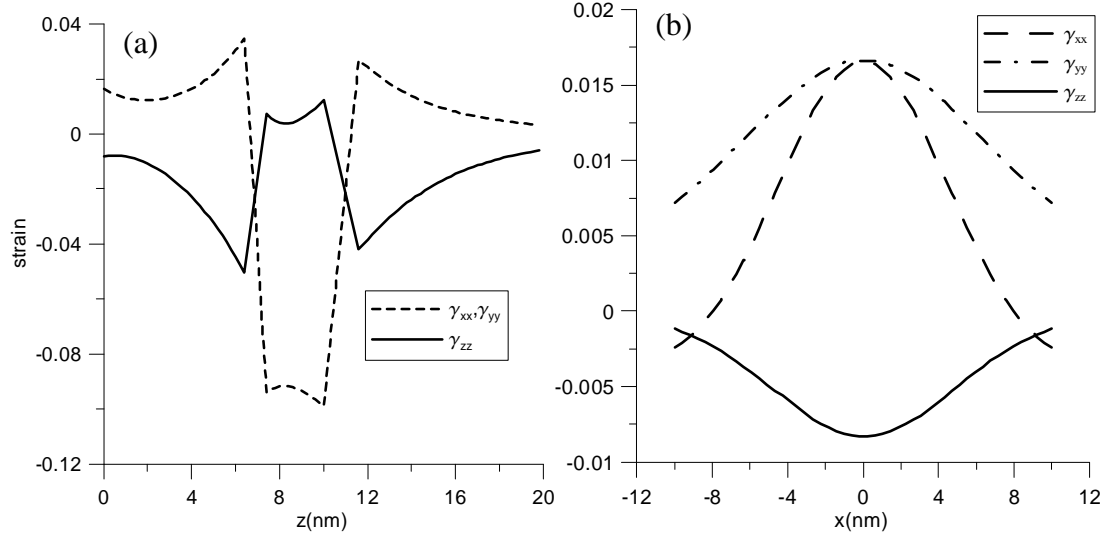 (a)
0.04
0
-0.04
-0.08
-0.12
strain
γxx,γyy
γzz
0
4
8
12
16
20
z(nm)
(b)
0.02
0.015
0.01
0.005
0
-0.005
-0.01
γxx
γyy
γzz
-12
-8
-4
0
4
8
12
x(nm)